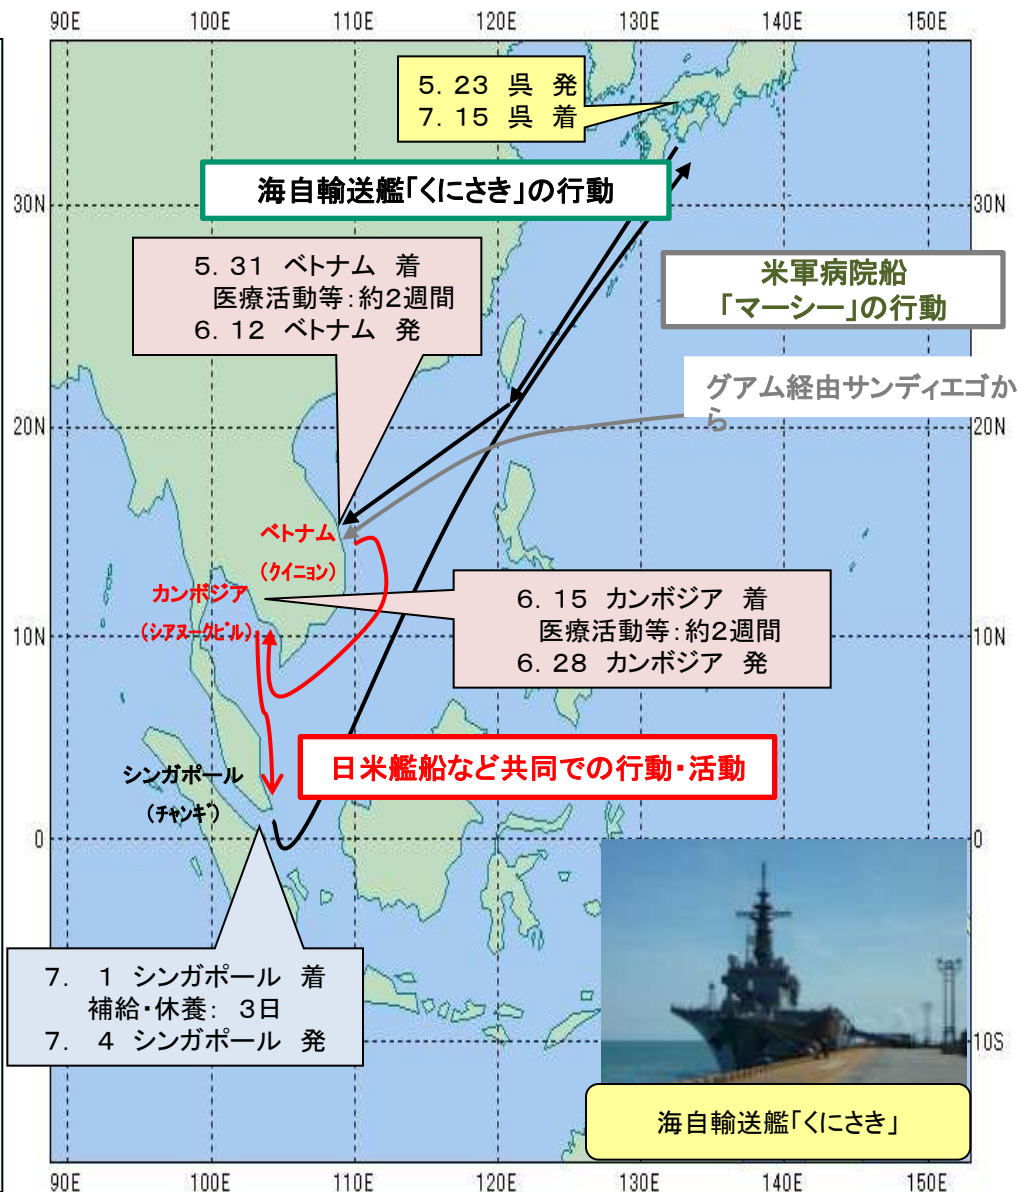 90E 100E 110E 120E 130E 140E 150E
5．23 呉 発
7．15 呉 着
海自輸送艦「くにさき」の行動
30N
30N
5．31 ベトナム 着
医療活動等：約2週間
6．12 ベトナム 発
米軍病院船
「マーシー」の行動
グアム経由サンディエゴか
ら
20N
20N
ベトナム
（クイニョン）
カンボジア
（シアヌークビル）
6．15 カンボジア 着
医療活動等：約2週間
6．28 カンボジア 発
10N
10N
日米艦船など共同での行動・活動
シンガポール
（チャンギ）
0
0
7． 1 シンガポール 着
補給・休養： 3日
7． 4 シンガポール 発
10S
海自輸送艦「くにさき」
90E 100E 110E 120E 130E 140E 150E